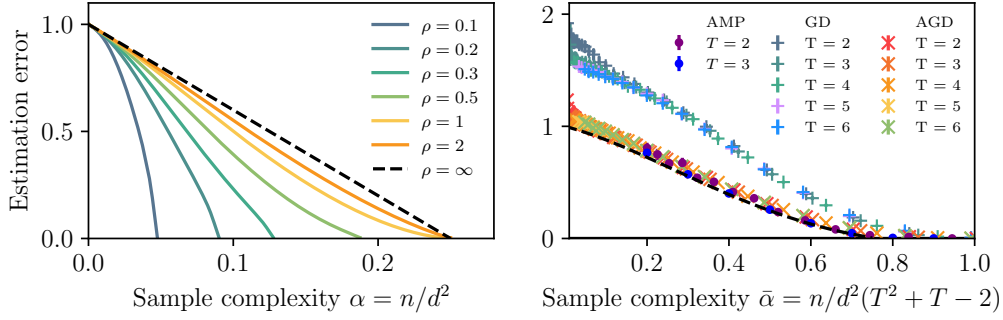 Estimation error
1.0
0.5
0.0
0.0
0.1
0.2
Sample complexity α = n/d²
ρ = 0.1
ρ = 0.2
ρ = 0.3
ρ = 0.5
ρ = 1
ρ = 2
ρ = ∞
2
1
0
0.2
0.4
0.6
0.8
1.0
Sample complexity ᾱ = n/d²(T² + T − 2)
AMP
T = 2
T = 3
GD
T = 2
T = 3
T = 4
T = 5
T = 6
AGD
T = 2
T = 3
T = 4
T = 5
T = 6